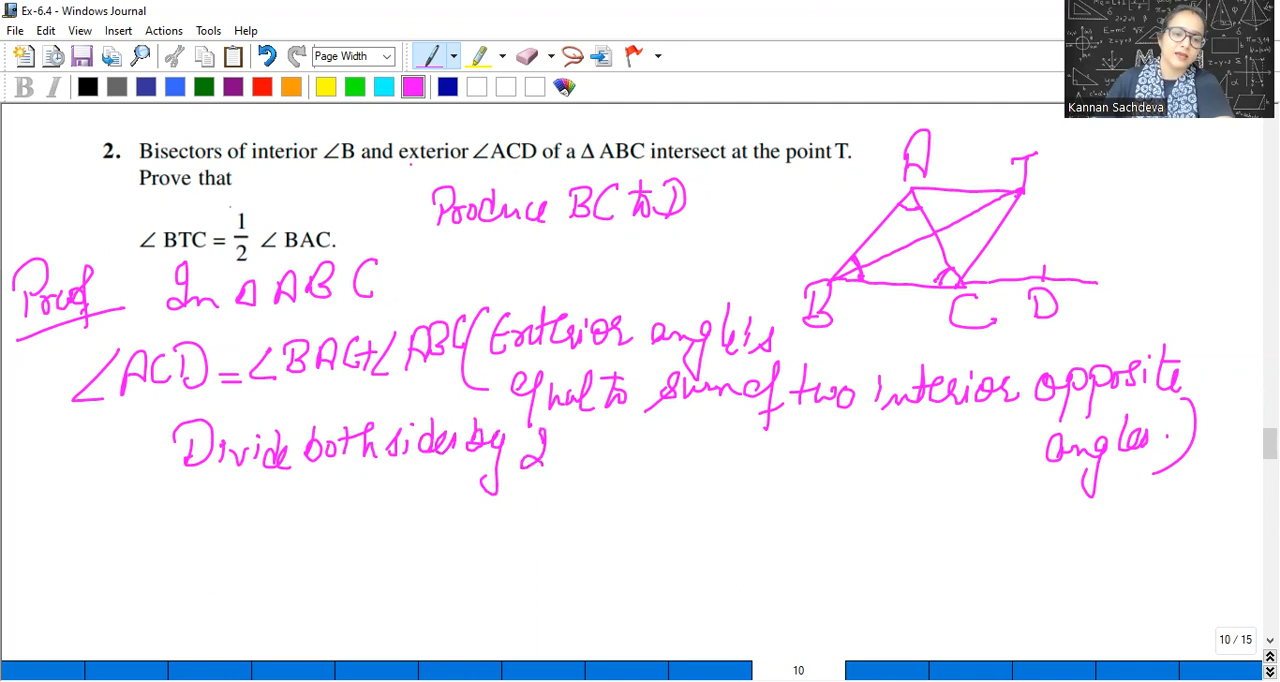 Ex-6.4 - Windows Journal
File Edit View Insert Actions Tools Help
Page Width
B I
Kannan Sachdeva
2. Bisectors of interior ∠B and exterior ∠ACD of a Δ ABC intersect at the point T.
Prove that
Produce BC to D
∠ BTC = 1/2 ∠ BAC.
A T
B C D
Proof In Δ ABC
∠ACD = ∠BAC+∠ABC (Exterior angle is
equal to sum of two interior opposite
angles.)
Divide both sides by 2
10 / 15
10